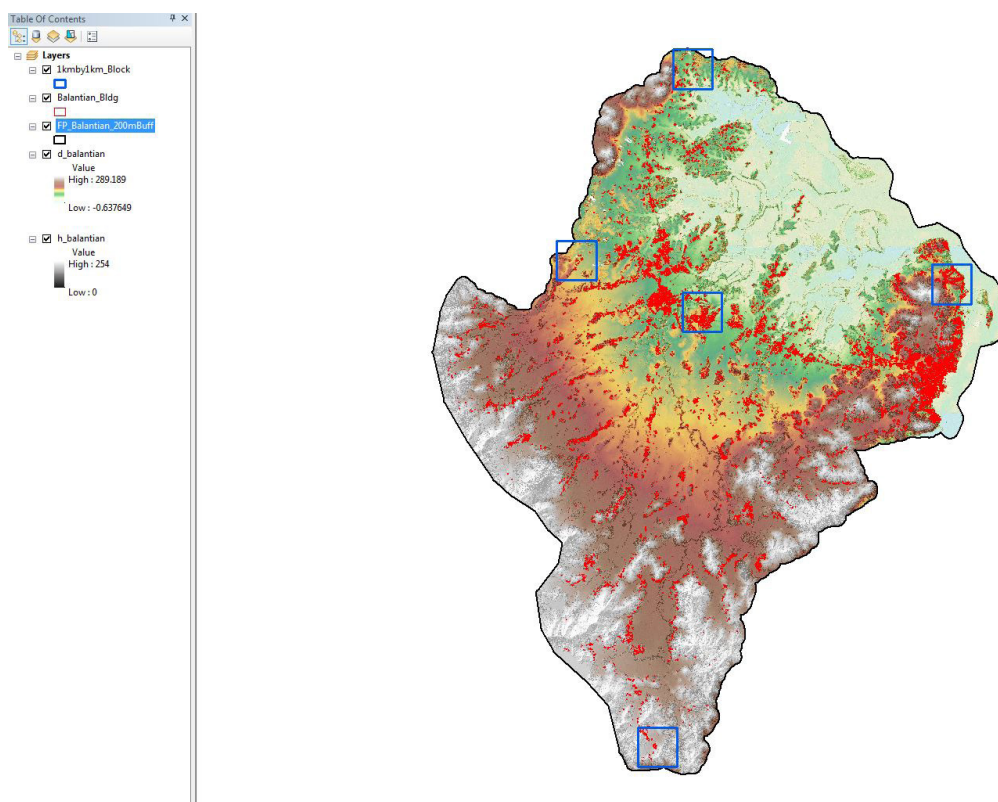 Table Of Contents
Layers
1kmby1km_Block
Balantian_Bldg
FP_Balantian_200mBuff
d_balantian
Value
High : 289.189
Low : -0.637649
h_balantian
Value
High : 254
Low : 0